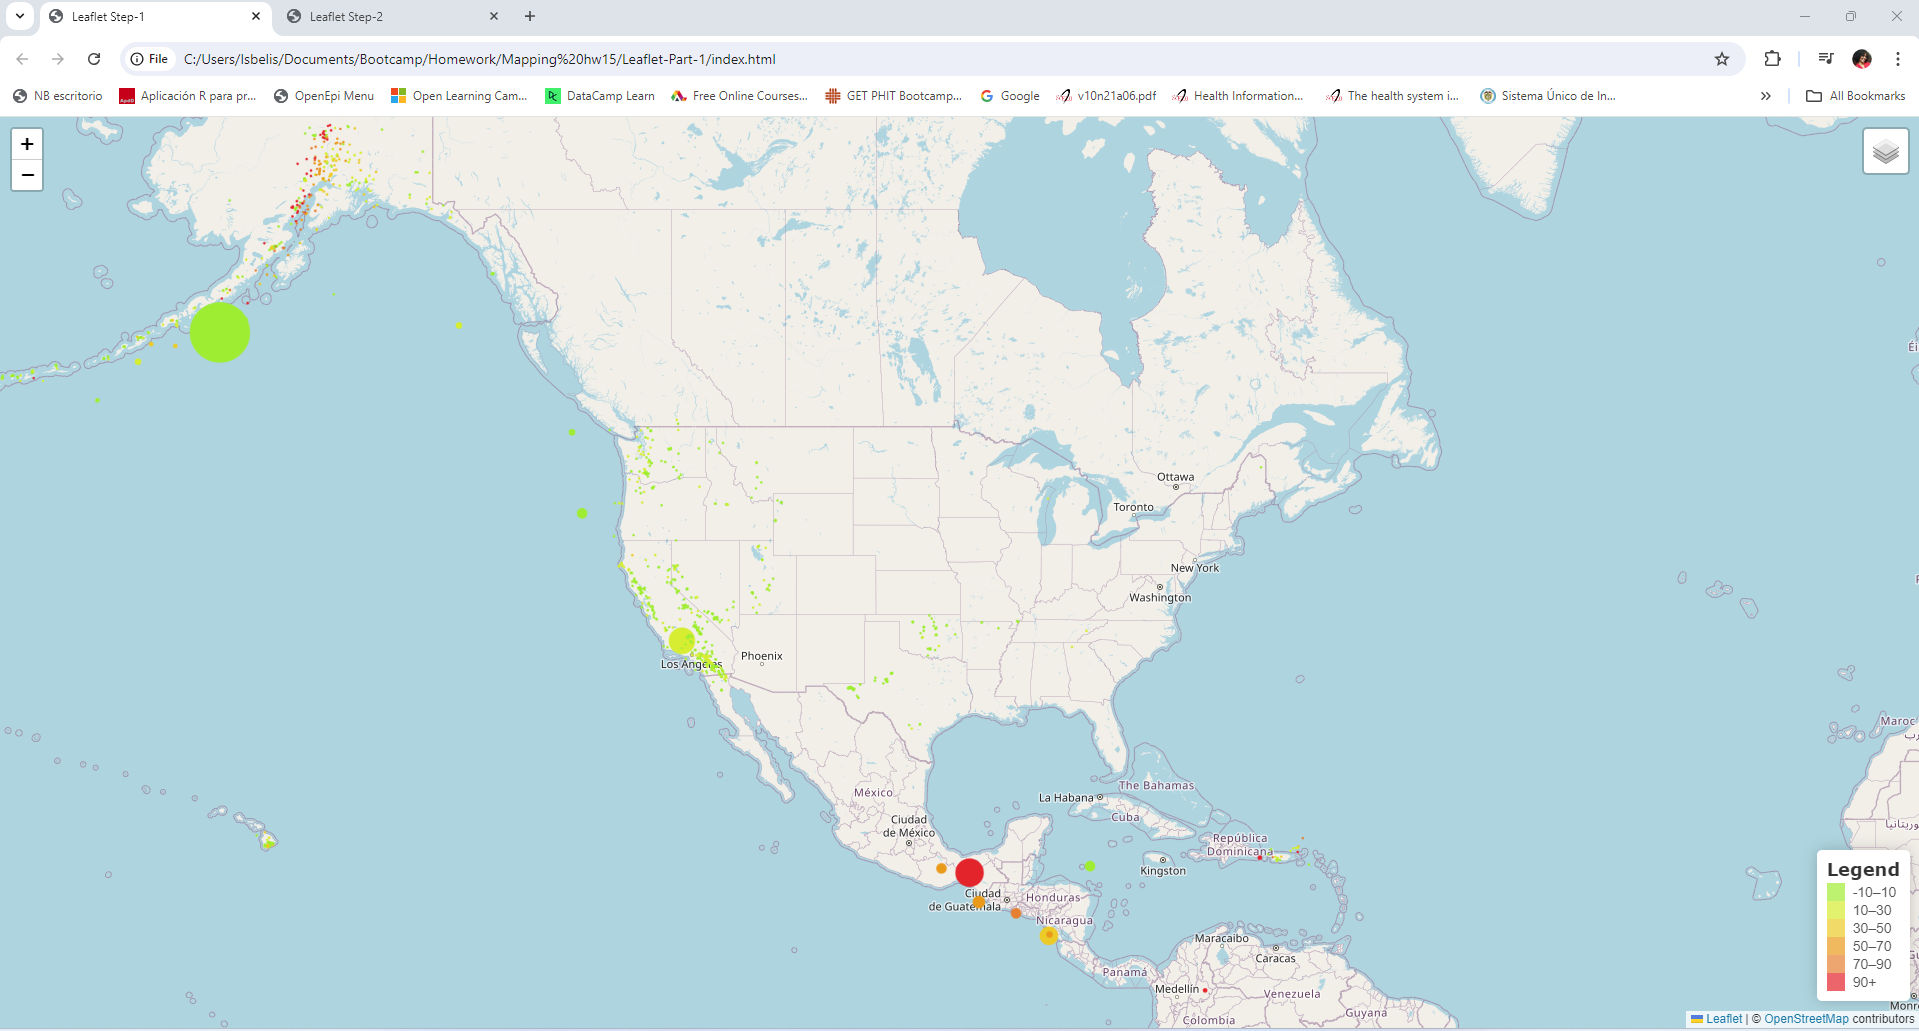 Leaflet Step-1
Leaflet Step-2
File
C:/Users/Isbelis/Documents/Bootcamp/Homework/Mapping%20hw15/Leaflet-Part-1/index.html
NB escritorio
Aplicación R para pr...
OpenEpi Menu
Open Learning Cam...
DataCamp Learn
Free Online Courses...
GET PHIT Bootcamp...
Google
v10n21a06.pdf
Health Information...
The health system i...
Sistema Único de In...
»
All Bookmarks
+
−
Ottawa
Toronto
New York
Washington
Phoenix
Los Angeles
Maroc
México
The Bahamas
La Habana
Cuba
Ciudad
de México
República
Dominicana
Kingston
Ciudad
de Guatemala
Honduras
Nicaragua
Maracaibo
Caracas
Panamá
Medellín
Venezuela
Guyana
Colombia
Legend
-10–10
10–30
30–50
50–70
70–90
90+
Leaflet | © OpenStreetMap contributors